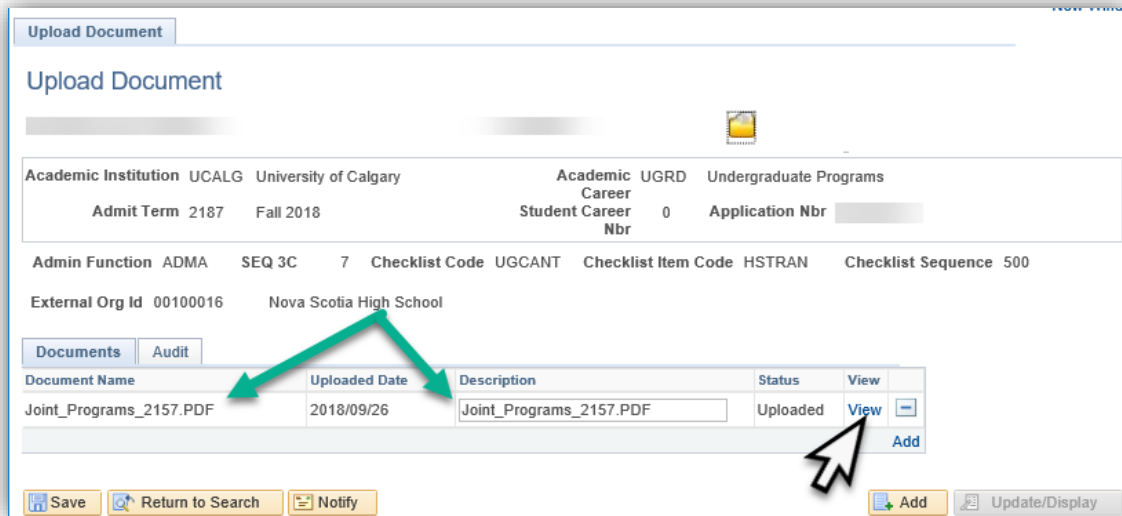 Upload Document
Upload Document
Academic Institution UCALG University of Calgary Academic Career UGRD Undergraduate Programs
Admit Term 2187 Fall 2018 Student Career Nbr 0 Application Nbr
Admin Function ADMA SEQ 3C 7 Checklist Code UGCANT Checklist Item Code HSTRAN Checklist Sequence 500
External Org Id 00100016 Nova Scotia High School
Documents Audit
Document Name Uploaded Date Description Status View
Joint_Programs_2157.PDF 2018/09/26 Joint_Programs_2157.PDF Uploaded View
Add
Save Return to Search Notify Add Update/Display